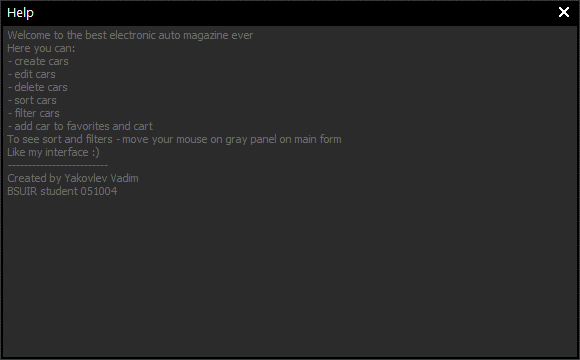 Help
Welcome to the best electronic auto magazine ever
Here you can:
- create cars
- edit cars
- delete cars
- sort cars
- filter cars
- add car to favorites and cart
To see sort and filters - move your mouse on gray panel on main form
Like my interface :)
-------------------------
Created by Yakovlev Vadim
BSUIR student 051004